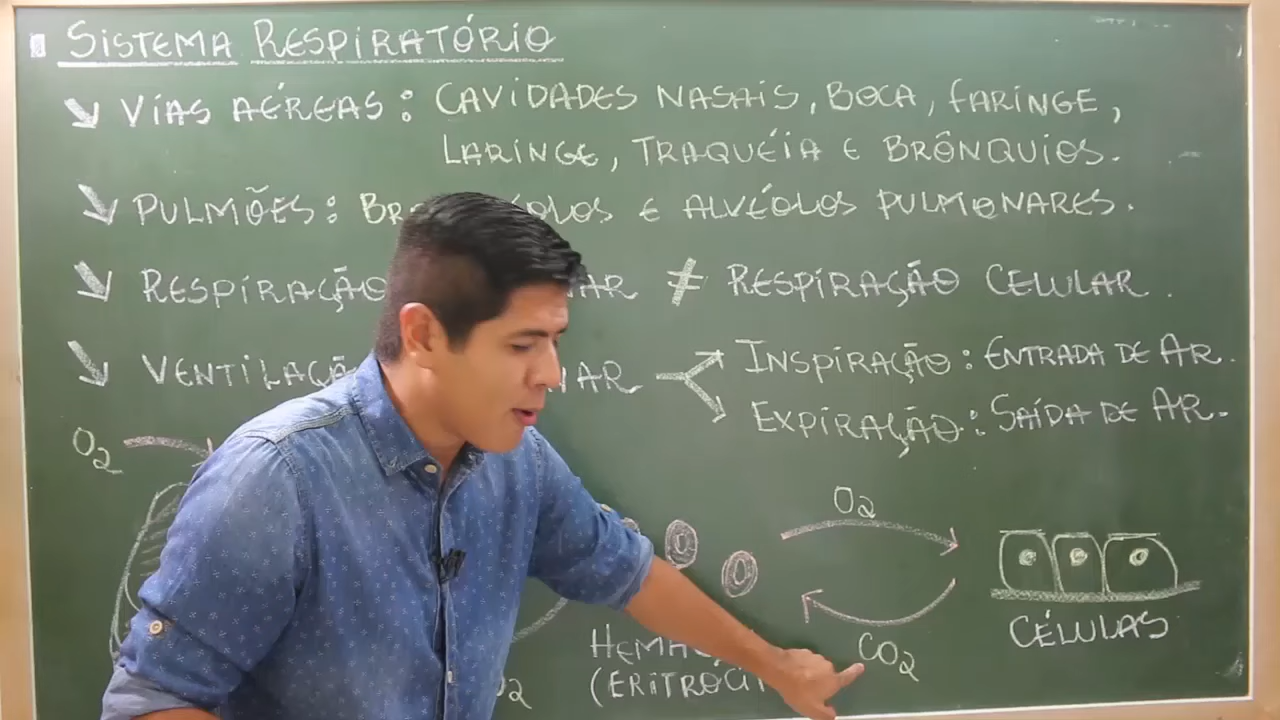 SISTEMA RESPIRATÓRIO
VIAS AÉREAS: CAVIDADES NASAIS, BOCA, FARINGE,
LARINGE, TRAQUÉIA E BRÔNQUIOS.
PULMÕES: E ALVÉOLOS PULMONARES.
RESPIRAÇÃO ≠ RESPIRAÇÃO CELULAR.
VENTILAÇÃO
INSPIRAÇÃO: ENTRADA DE AR.
EXPIRAÇÃO: SAÍDA DE AR.
O2
O2
CO2
CÉLULAS